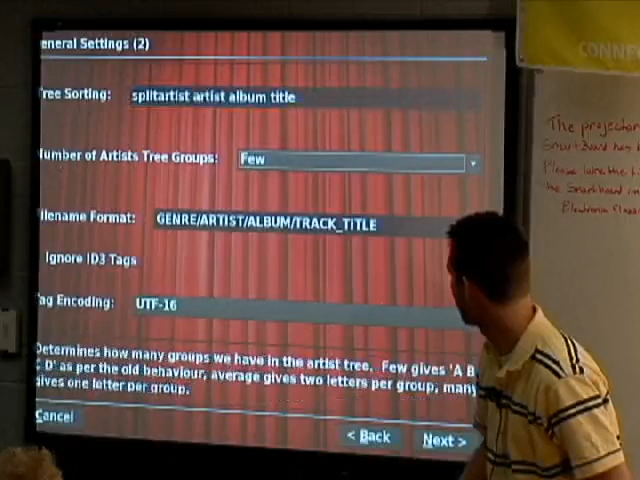 eneral Settings (2)
ree Sorting: splitartist artist album title
umber of Artists Tree Groups: Few
ilename Format: GENRE/ARTIST/ALBUM/TRACK_TITLE
Ignore ID3 Tags
ag Encoding: UTF-16
Determines how many groups we have in the artist tree. Few gives 'A B
C D' as per the old behaviour, average gives two letters per group, many
gives one letter per group.
Cancel
< Back
Next >
CONNE
The projector
Please
the